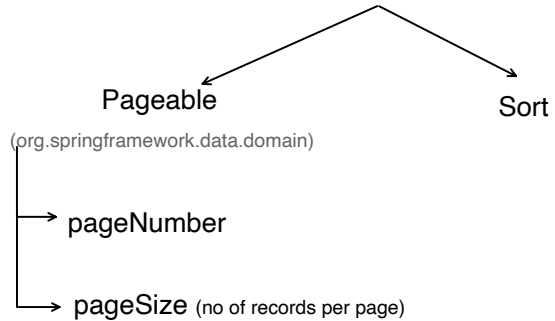 Pageable
Sort
(org.springframework.data.domain)
pageNumber
pageSize (no of records per page)